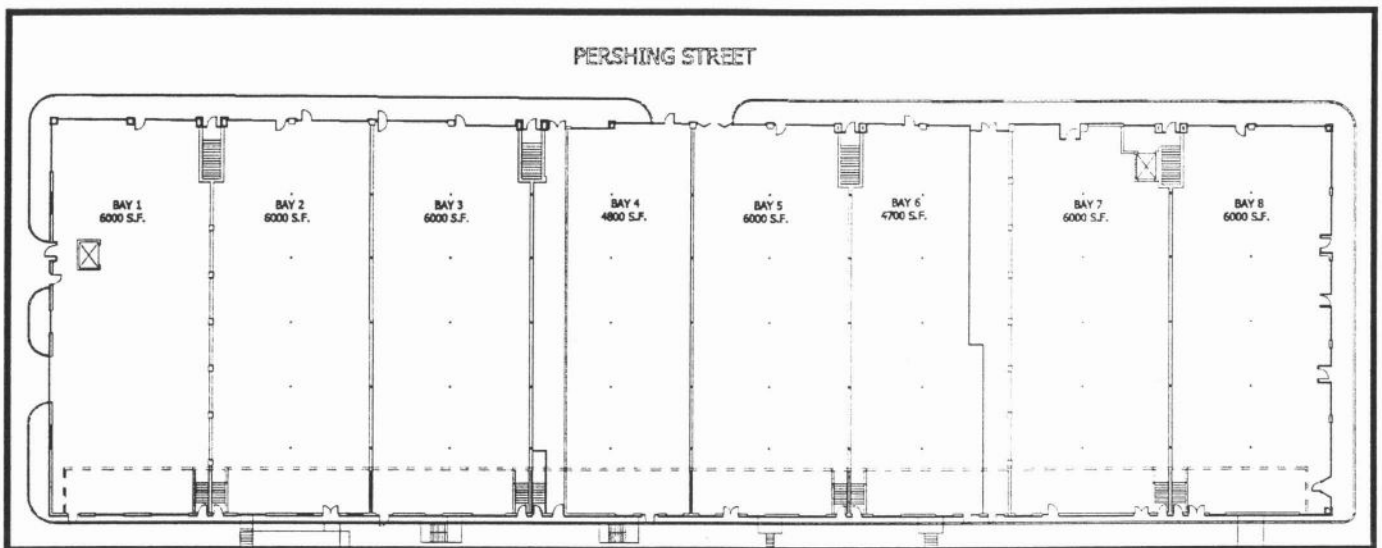 PERSHING STREET
BAY 1
6000 S.F.
BAY 2
6000 S.F.
BAY 3
6000 S.F.
BAY 4
4800 S.F.
BAY 5
6000 S.F.
BAY 6
4700 S.F.
BAY 7
6000 S.F.
BAY 8
6000 S.F.